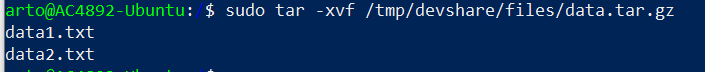 arto@AC4892-Ubuntu:/$ sudo tar -xvf /tmp/devshare/files/data.tar.gz
data1.txt
data2.txt